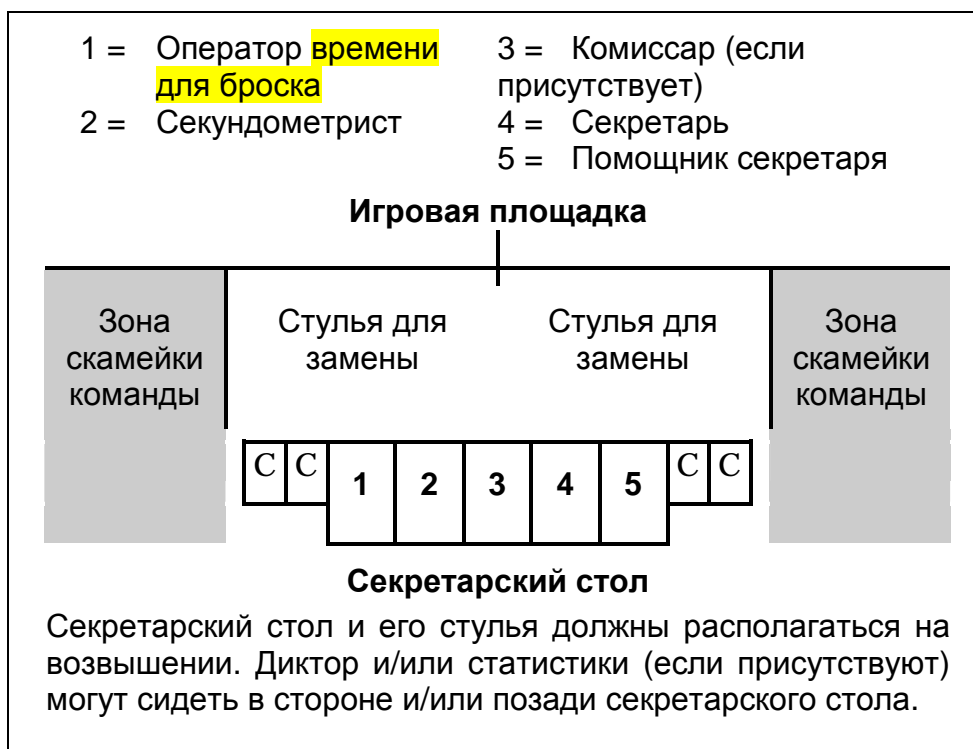 1 = Оператор времени для броска
2 = Секундометрист
3 = Комиссар (если присутствует)
4 = Секретарь
5 = Помощник секретаря
Игровая площадка
Зона скамейки команды
Стулья для замены
Стулья для замены
Зона скамейки команды
С С 1 2 3 4 5 С С
Секретарский стол
Секретарский стол и его стулья должны располагаться на
возвышении. Диктор и/или статистики (если присутствуют)
могут сидеть в стороне и/или позади секретарского стола.